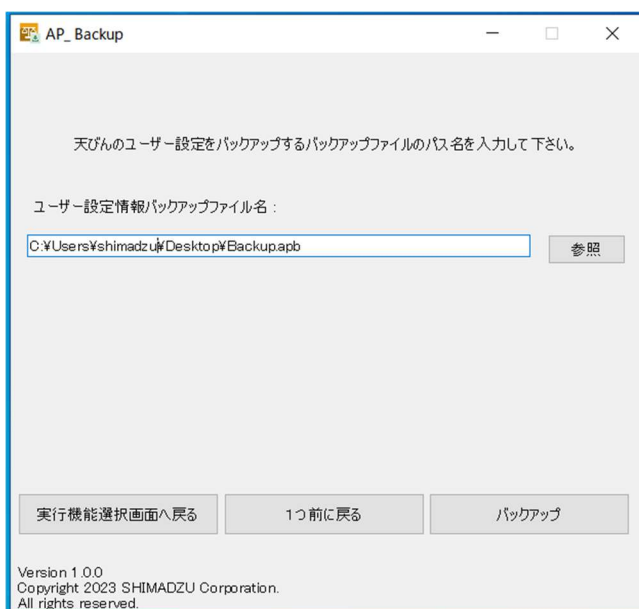 AP_ Backup
天びんのユーザー設定をバックアップするバックアップファイルのパス名を入力して下さい。
ユーザー設定情報バックアップファイル名:
C:¥Users¥shimadzu¥Desktop¥Backup.apb
参照
実行機能選択画面へ戻る
1つ前に戻る
バックアップ
Version 1.0.0
Copyright 2023 SHIMADZU Corporation.
All rights reserved.